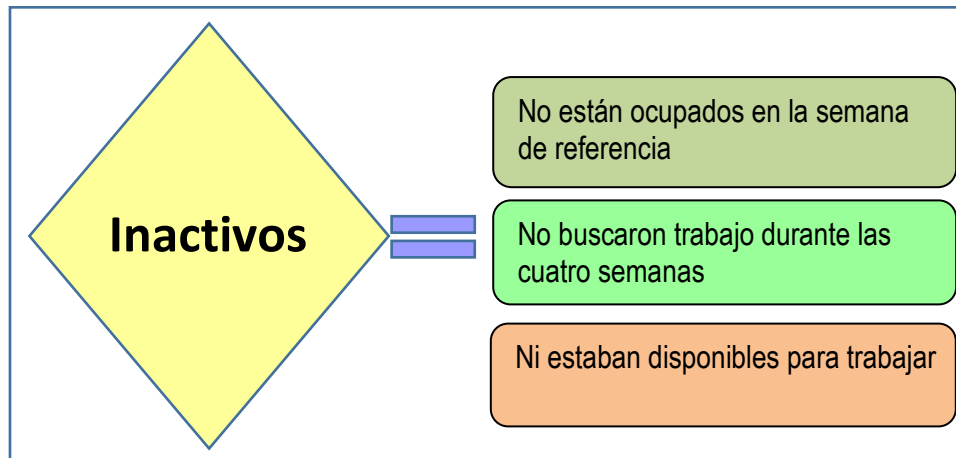 Inactivos
No están ocupados en la semana
de referencia
No buscaron trabajo durante las
cuatro semanas
Ni estaban disponibles para trabajar